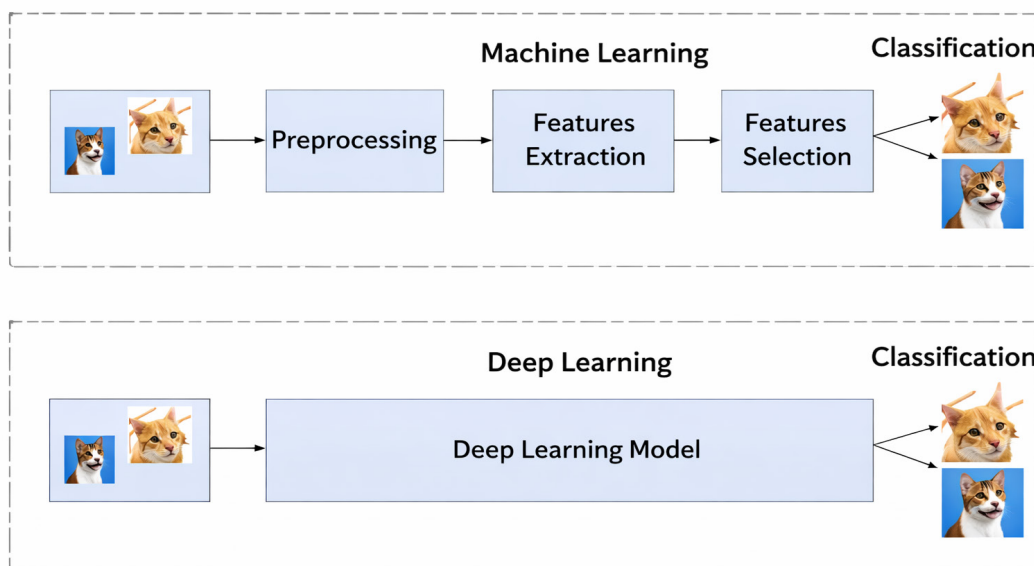 Machine Learning
Classification
Preprocessing
Features
Extraction
Features
Selection
Deep Learning
Classification
Deep Learning Model